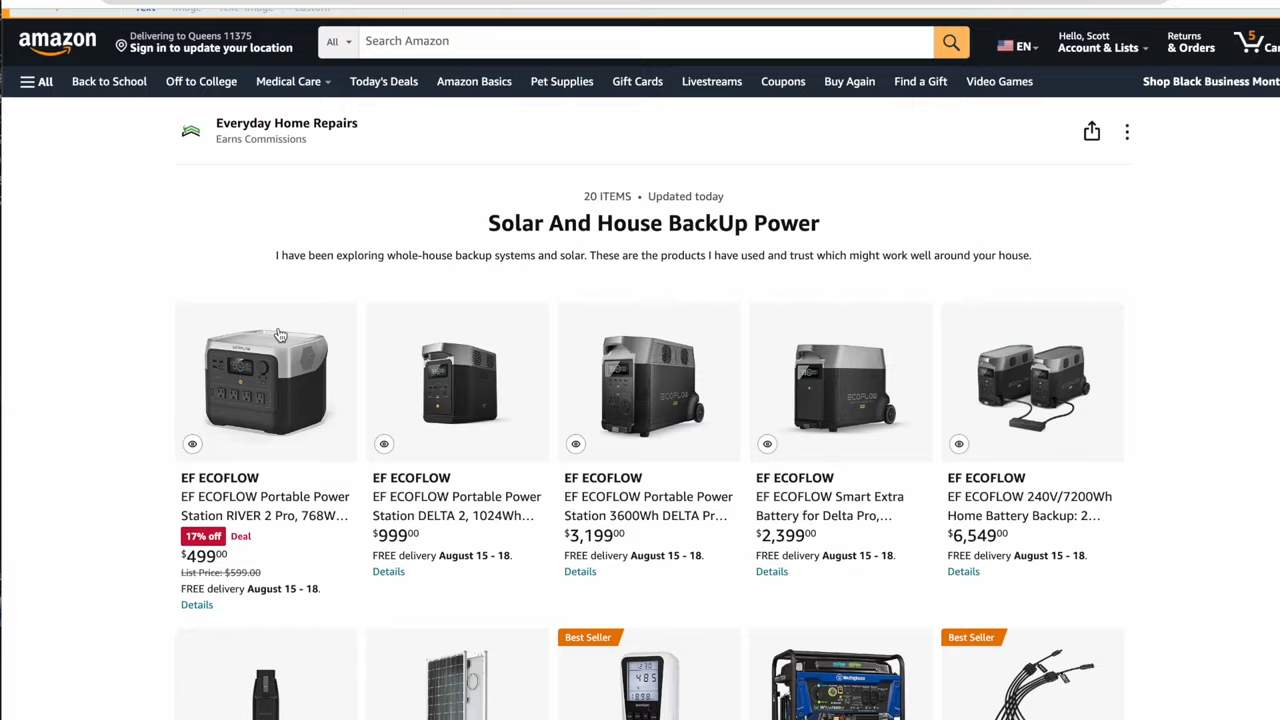 amazon
Delivering to Queens 11375
Sign in to update your location
All
Search Amazon
EN
Hello, Scott
Account & Lists
Returns
& Orders
5
All
Back to School
Off to College
Medical Care
Today's Deals
Amazon Basics
Pet Supplies
Gift Cards
Livestreams
Coupons
Buy Again
Find a Gift
Video Games
Shop Black Business
Everyday Home Repairs
Earns Commissions
20 ITEMS • Updated today
Solar And House BackUp Power
I have been exploring whole-house backup systems and solar. These are the products I have used and trust which might work well around your house.
EF ECOFLOW
EF ECOFLOW Portable Power
Station RIVER 2 Pro, 768W...
17% off Deal
$499.00
List Price: $599.00
FREE delivery August 15 - 18.
Details
EF ECOFLOW
EF ECOFLOW Portable Power
Station DELTA 2, 1024Wh...
$999.00
FREE delivery August 15 - 18.
Details
EF ECOFLOW
EF ECOFLOW Portable Power
Station 3600Wh DELTA Pr...
$3,199.00
FREE delivery August 15 - 18.
Details
EF ECOFLOW
EF ECOFLOW Smart Extra
Battery for Delta Pro,...
$2,399.00
FREE delivery August 15 - 18.
Details
EF ECOFLOW
EF ECOFLOW 240V/7200Wh
Home Battery Backup: 2...
$6,549.00
FREE delivery August 15 - 18.
Details
Best Seller
Best Seller